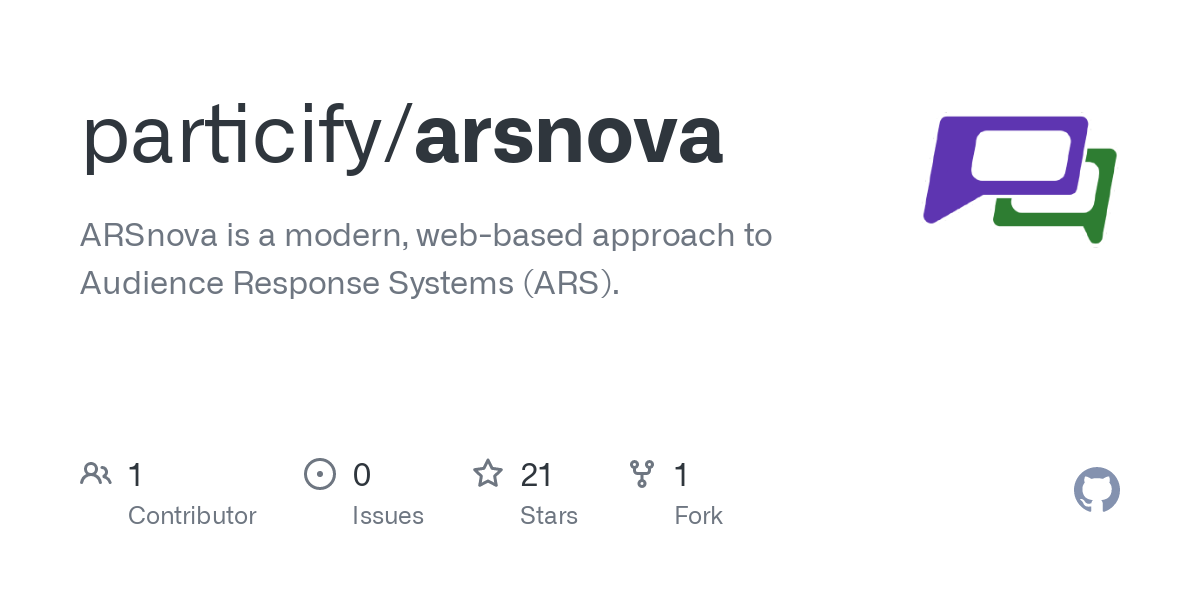 particify/arsnova
ARSnova is a modern, web-based approach to
Audience Response Systems (ARS).
1 0 21 1
Contributor Issues Stars Fork